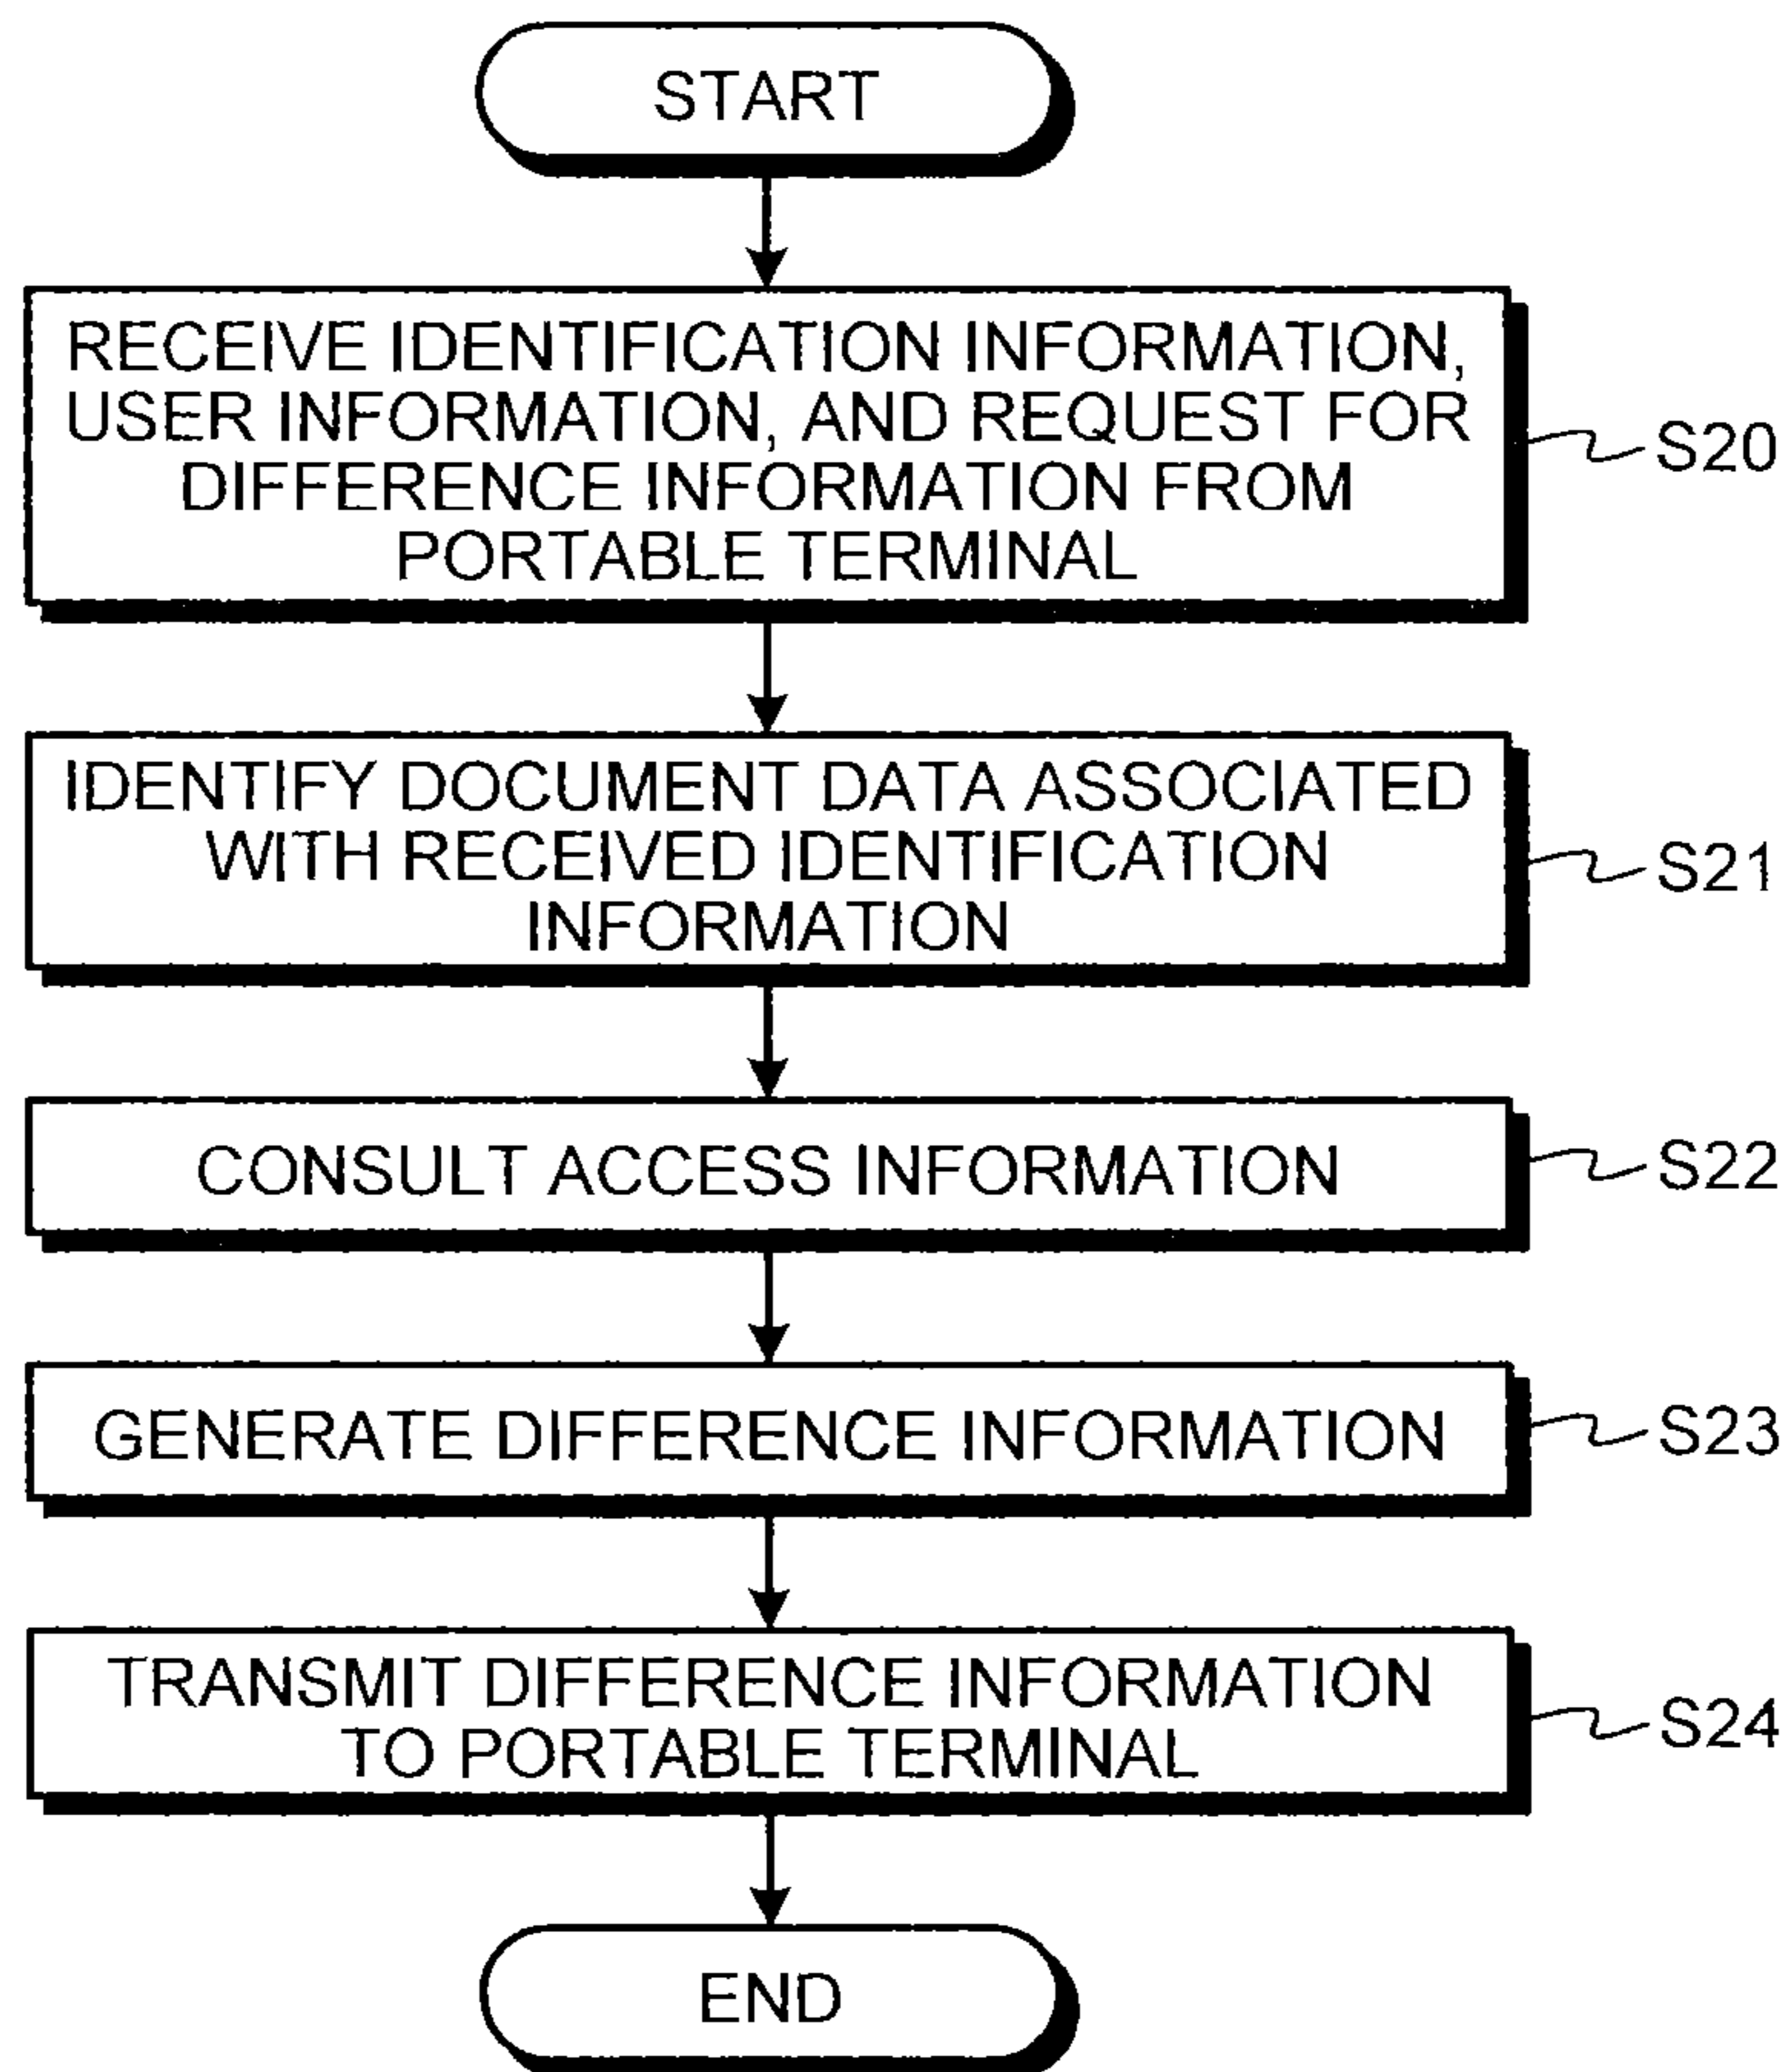 START
RECEIVE IDENTIFICATION INFORMATION,
USER INFORMATION, AND REQUEST FOR
DIFFERENCE INFORMATION FROM
PORTABLE TERMINAL
S20
IDENTIFY DOCUMENT DATA ASSOCIATED
WITH RECEIVED IDENTIFICATION
INFORMATION
S21
CONSULT ACCESS INFORMATION
S22
GENERATE DIFFERENCE INFORMATION
S23
TRANSMIT DIFFERENCE INFORMATION
TO PORTABLE TERMINAL
S24
END